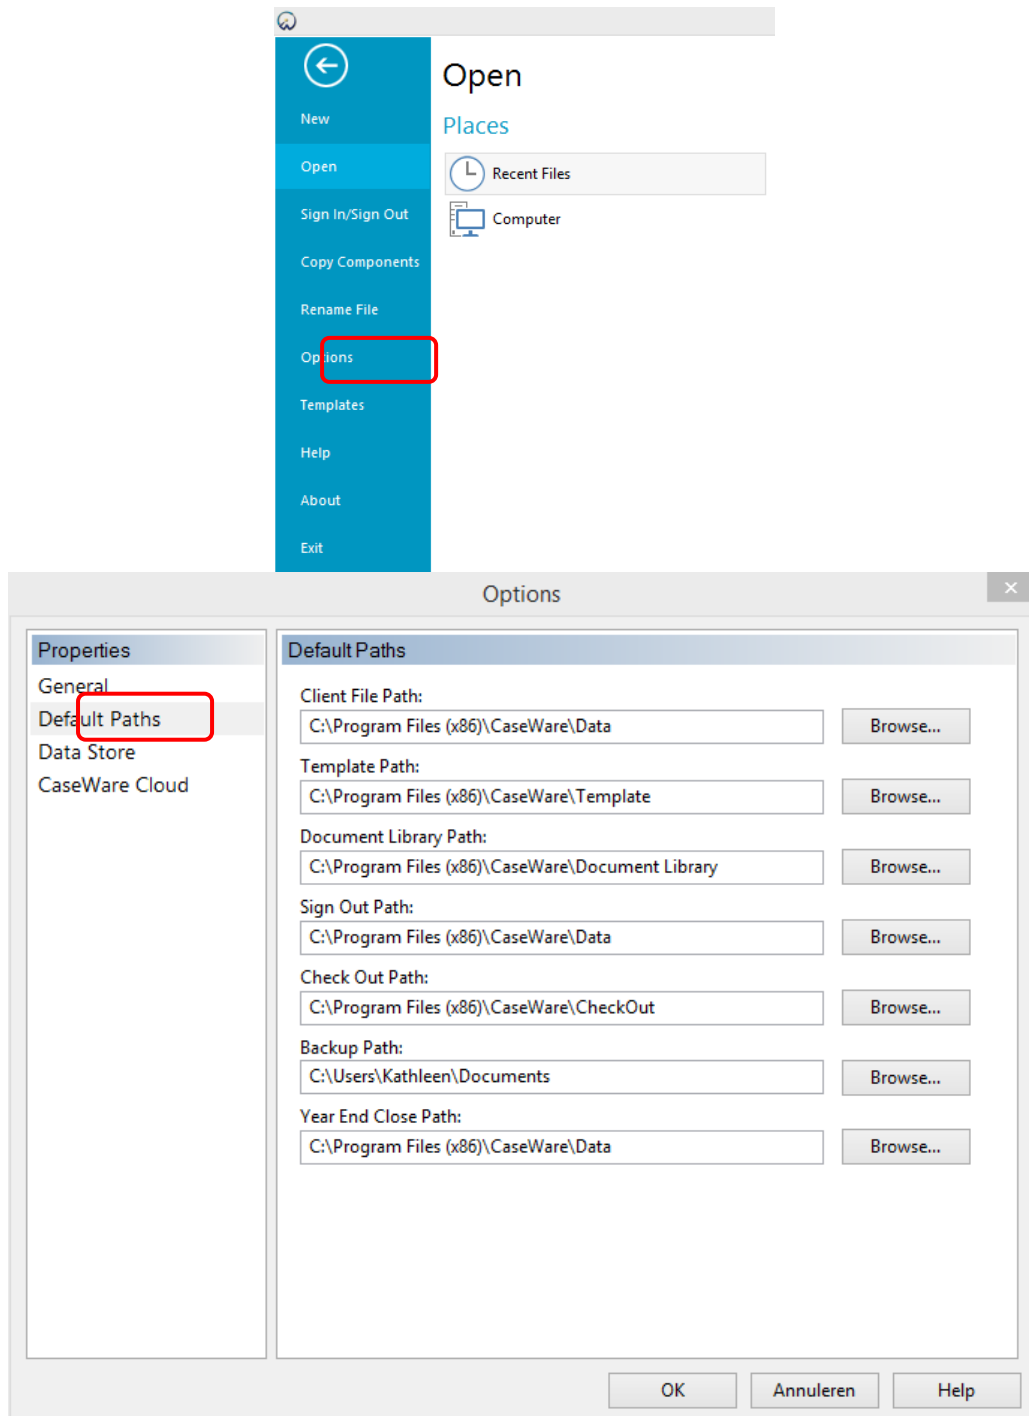 Open
New
Places
Open
Recent Files
Sign In/Sign Out
Computer
Copy Components
Rename File
Options
Templates
Help
About
Exit
Options
Properties
General
Default Paths
Data Store
CaseWare Cloud
Default Paths
Client File Path:
C:\Program Files (x86)\CaseWare\Data Browse...
Template Path:
C:\Program Files (x86)\CaseWare\Template Browse...
Document Library Path:
C:\Program Files (x86)\CaseWare\Document Library Browse...
Sign Out Path:
C:\Program Files (x86)\CaseWare\Data Browse...
Check Out Path:
C:\Program Files (x86)\CaseWare\CheckOut Browse...
Backup Path:
C:\Users\Kathleen\Documents Browse...
Year End Close Path:
C:\Program Files (x86)\CaseWare\Data Browse...
OK Annuleren Help